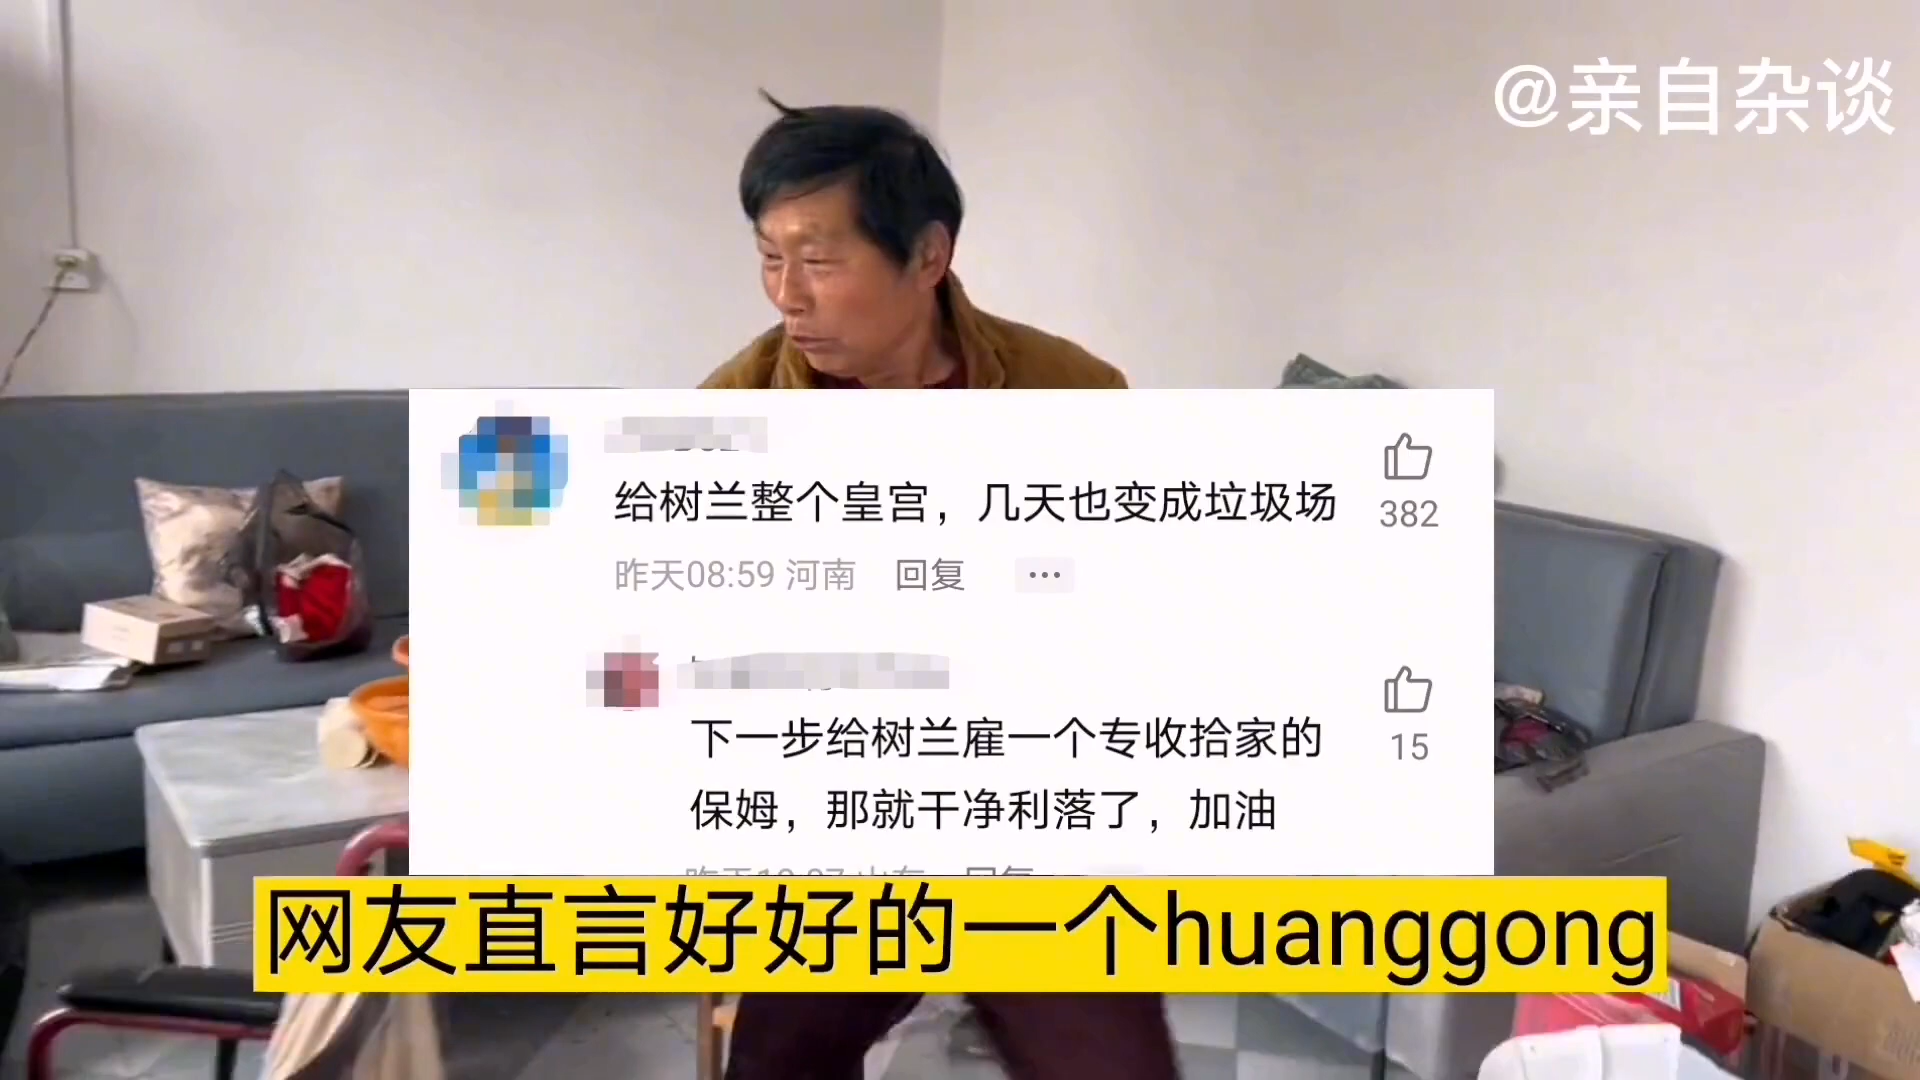 @亲自杂谈
给树兰整个皇宫，几天也变成垃圾场
382
昨天08:59 河南 回复 ...
下一步给树兰雇一个专收拾家的
15
保姆，那就干净利落了，加油
网友直言好好的一个huanggong